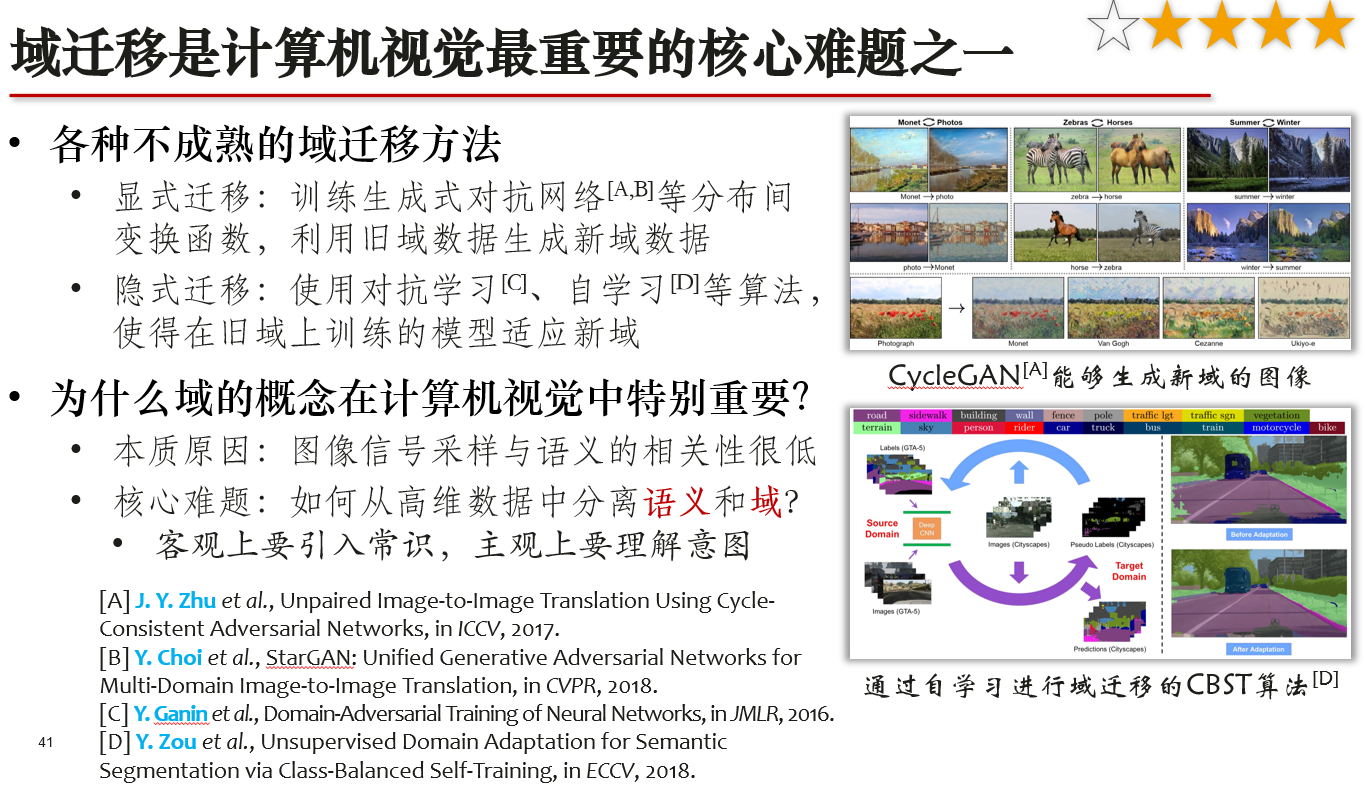 域迁移是计算机视觉最重要的核心难题之一
• 各种不成熟的域迁移方法
• 显式迁移：训练生成式对抗网络[A,B]等分布间
变换函数，利用旧域数据生成新域数据
• 隐式迁移：使用对抗学习[C]、自学习[D]等算法，
使得在旧域上训练的模型适应新域
• 为什么域的概念在计算机视觉中特别重要？
• 本质原因：图像信号采样与语义的相关性很低
• 核心难题：如何从高维数据中分离语义和域？
• 客观上要引入常识，主观上要理解意图
[A] J. Y. Zhu et al., Unpaired Image-to-Image Translation Using Cycle-
Consistent Adversarial Networks, in ICCV, 2017.
[B] Y. Choi et al., StarGAN: Unified Generative Adversarial Networks for
Multi-Domain Image-to-Image Translation, in CVPR, 2018.
[C] Y. Ganin et al., Domain-Adversarial Training of Neural Networks, in JMLR, 2016.
[D] Y. Zou et al., Unsupervised Domain Adaptation for Semantic
Segmentation via Class-Balanced Self-Training, in ECCV, 2018.
41
Monet Photos
Zebras Horses
Summer Winter
Monet → photo
zebra → horse
summer → winter
photo → Monet
horse → zebra
winter → summer
Photograph
Monet
Van Gogh
Cezanne
Ukiyo-e
CycleGAN[A]能够生成新域的图像
road sidewalk building wall fence pole traffic lgt traffic sgn vegetation
terrain sky person rider car truck bus train motorcycle bike
Labels (GTA-5)
Source
Domain
Deep
CNN
Images (GTA-5)
Images (Cityscapes)
Pseudo Labels (Cityscapes)
Target
Domain
Predictions (Cityscapes)
Before Adaptation
After Adaptation
通过自学习进行域迁移的CBST算法[D]